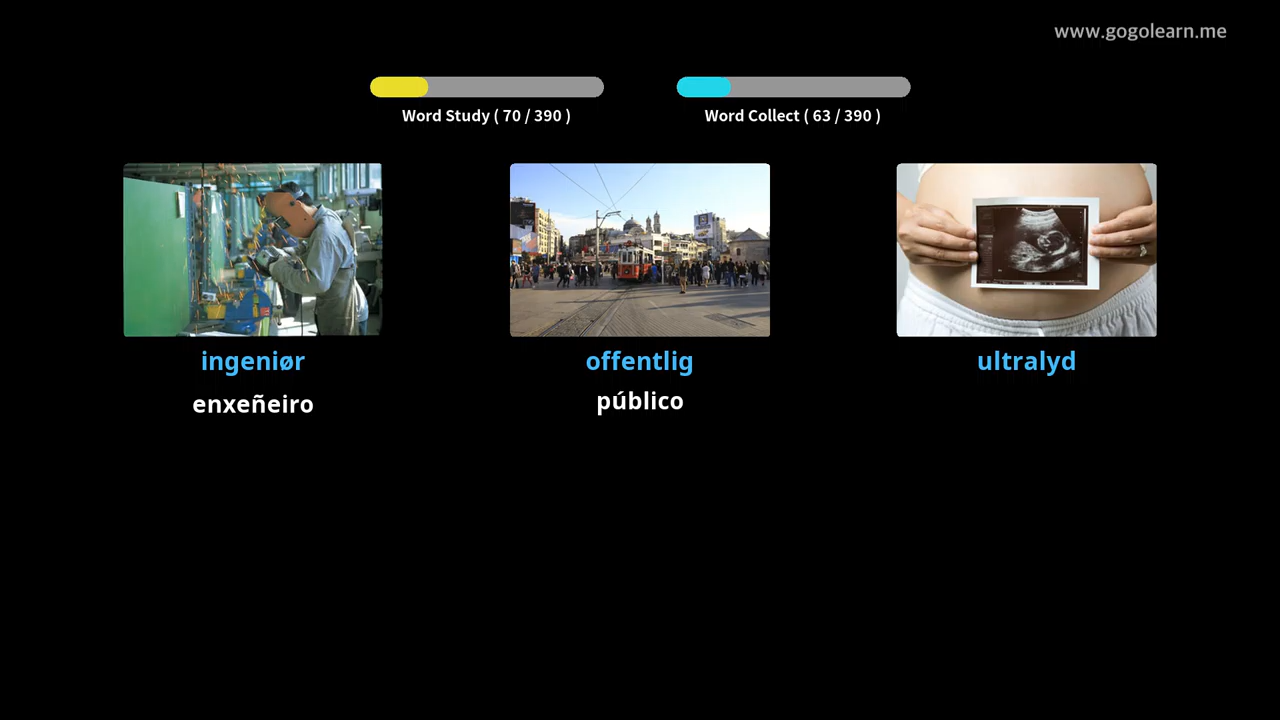 www.gogolearn.me
Word Study ( 70 / 390 )
Word Collect ( 63 / 390 )
ingeniør
offentlig
ultralyd
enxeñeiro
público